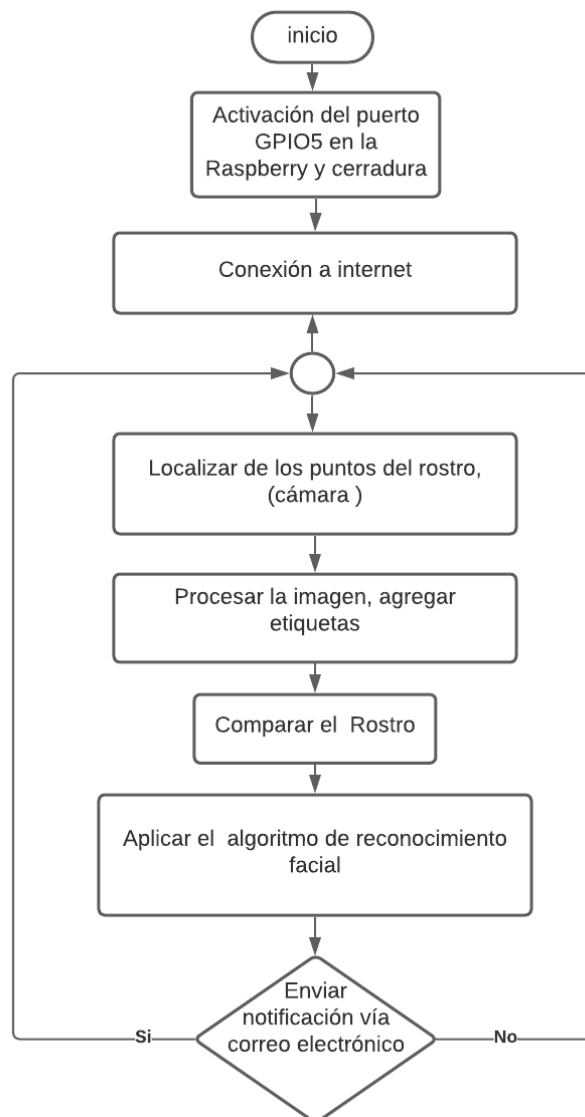 inicio
Activación del puerto
GPIO5 en la
Raspberry y cerradura
Conexión a internet
Localizar de los puntos del rostro,
(cámara )
Procesar la imagen, agregar
etiquetas
Comparar el Rostro
Aplicar el algoritmo de reconocimiento
facial
Enviar
notificación vía
correo electrónico
Si
No